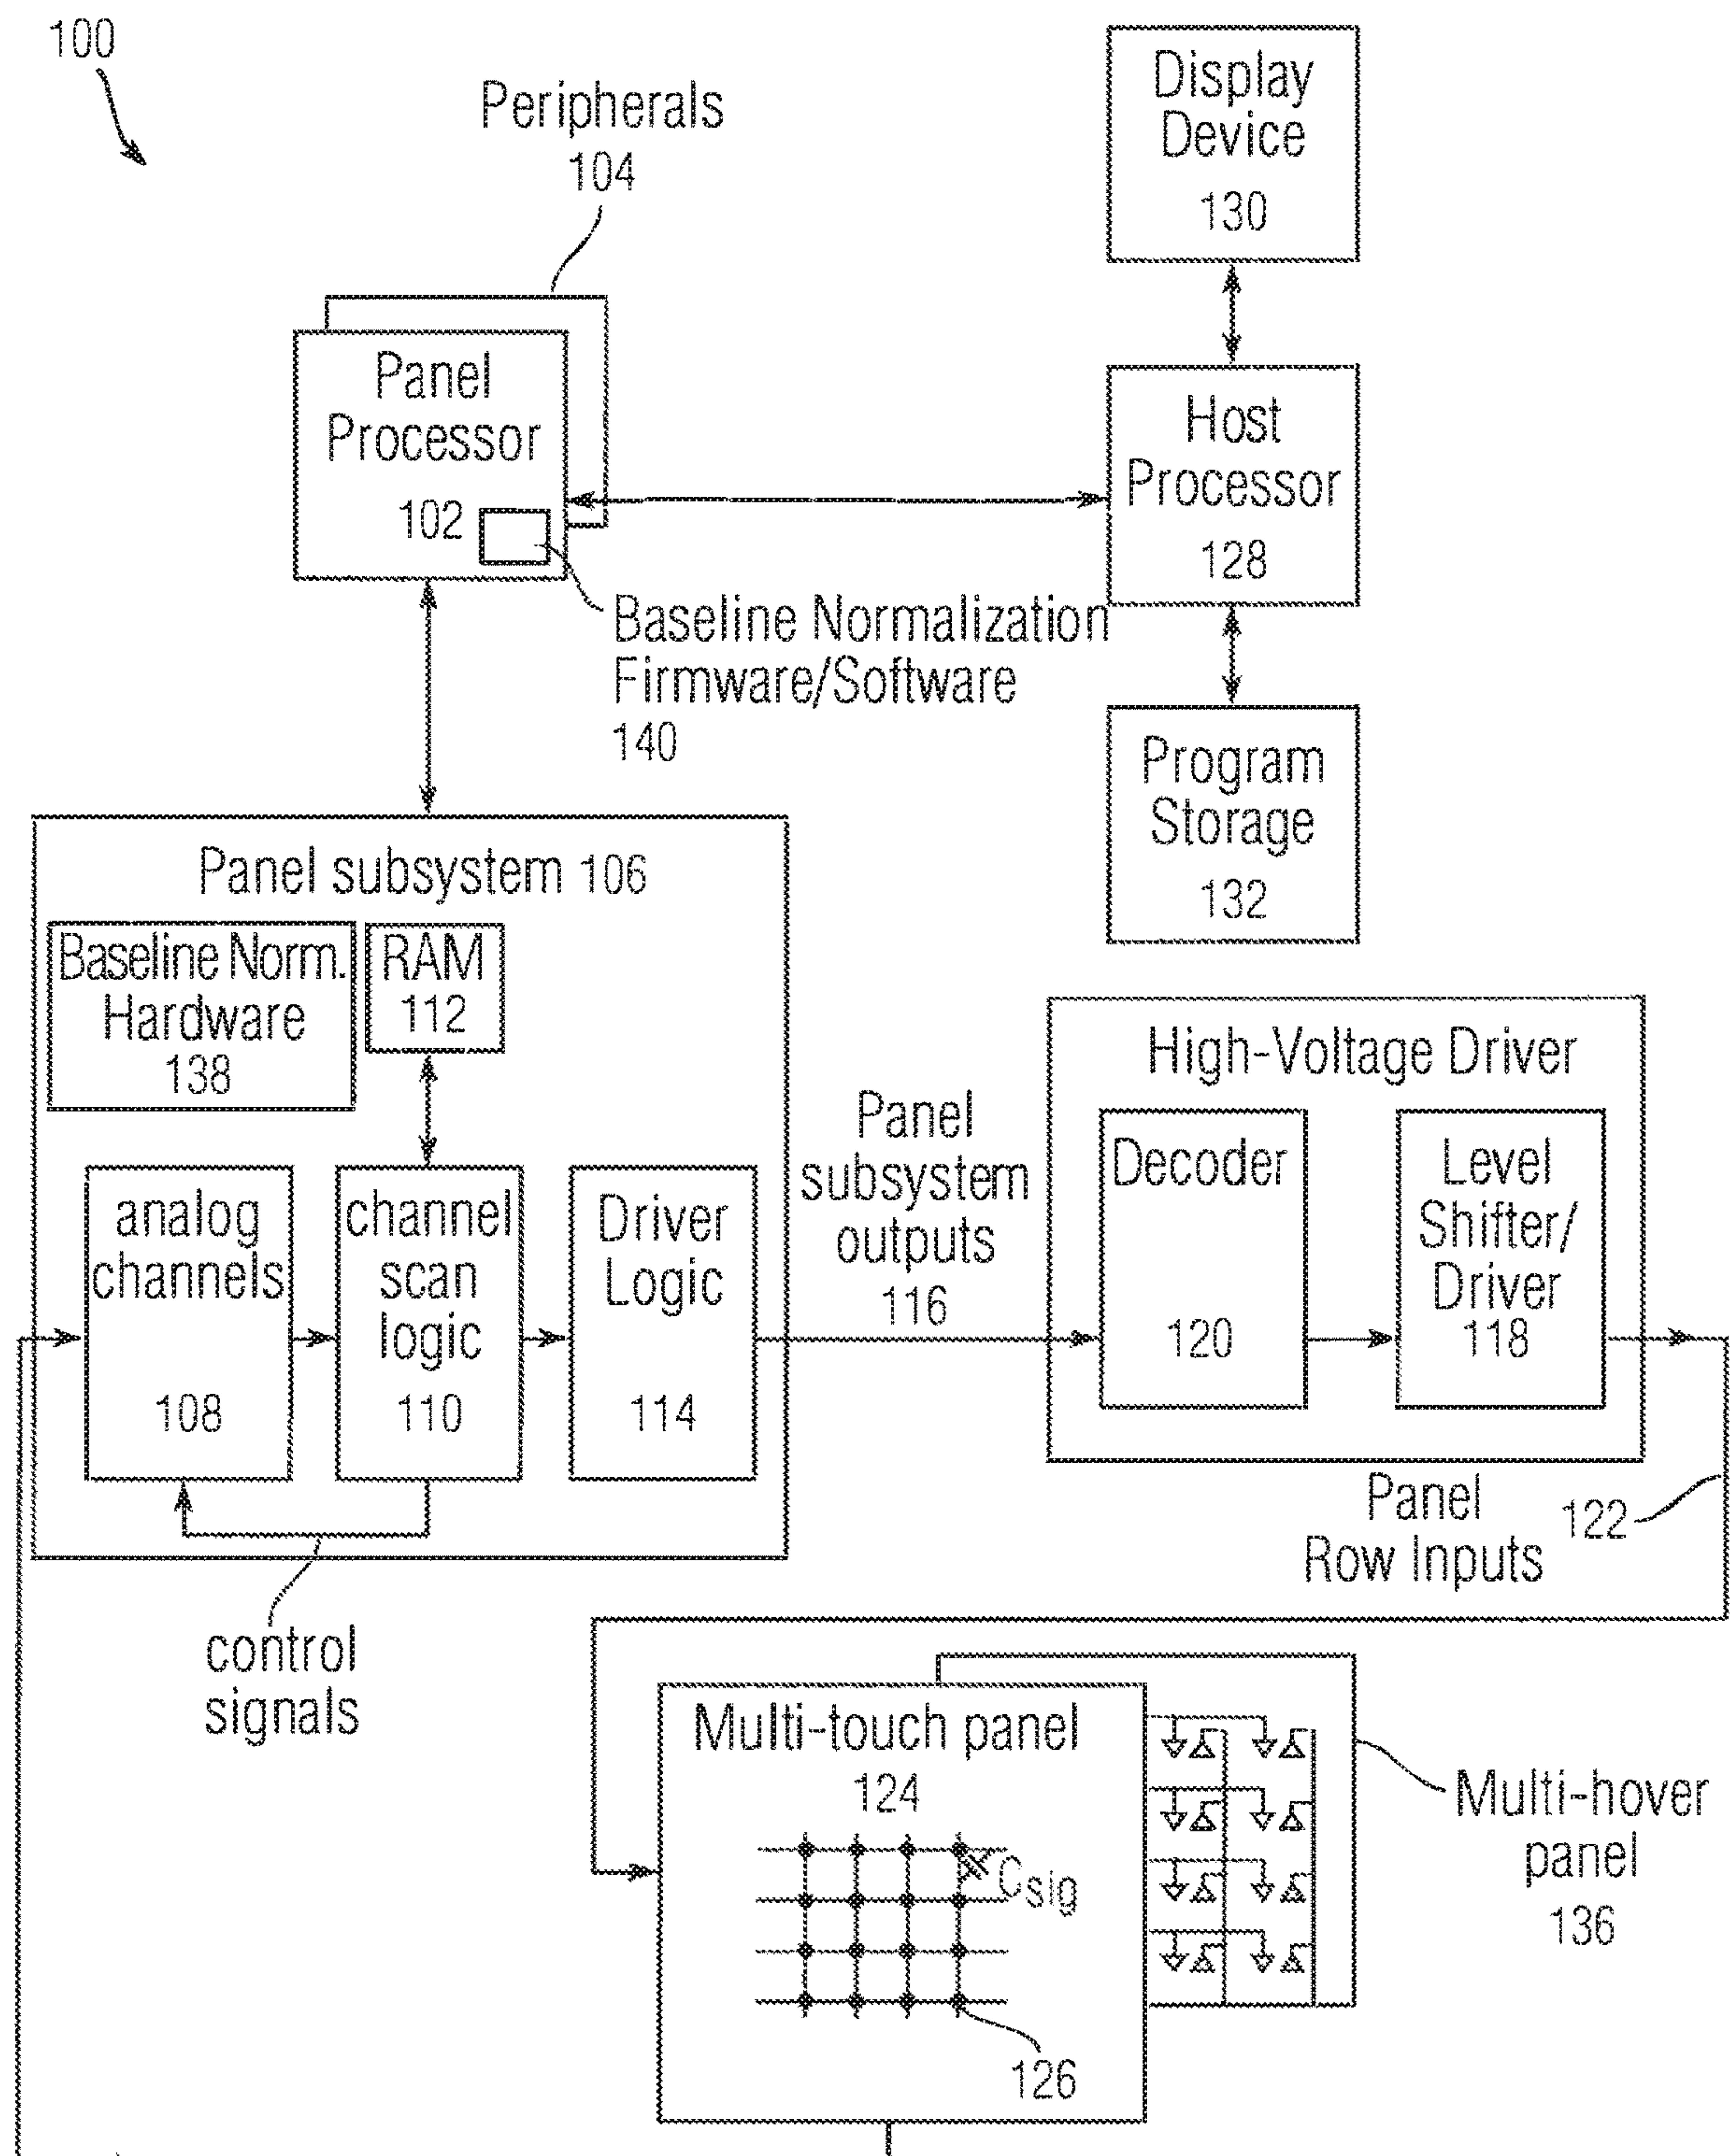 100
Peripherals
104
Display
Device
130
Panel
Processor
102
Host
Processor
128
Baseline Normalization
Firmware/Software
140
Program
Storage
132
Panel subsystem 106
Baseline Norm.
Hardware
138
RAM
112
analog
channels
108
channel
scan
logic
110
Driver
Logic
114
Panel
subsystem
outputs
116
High-Voltage Driver
Decoder
120
Level
Shifter/
Driver
118
Panel
Row Inputs
122
control
signals
Multi-touch panel
124
Csig
126
Multi-hover
panel
136